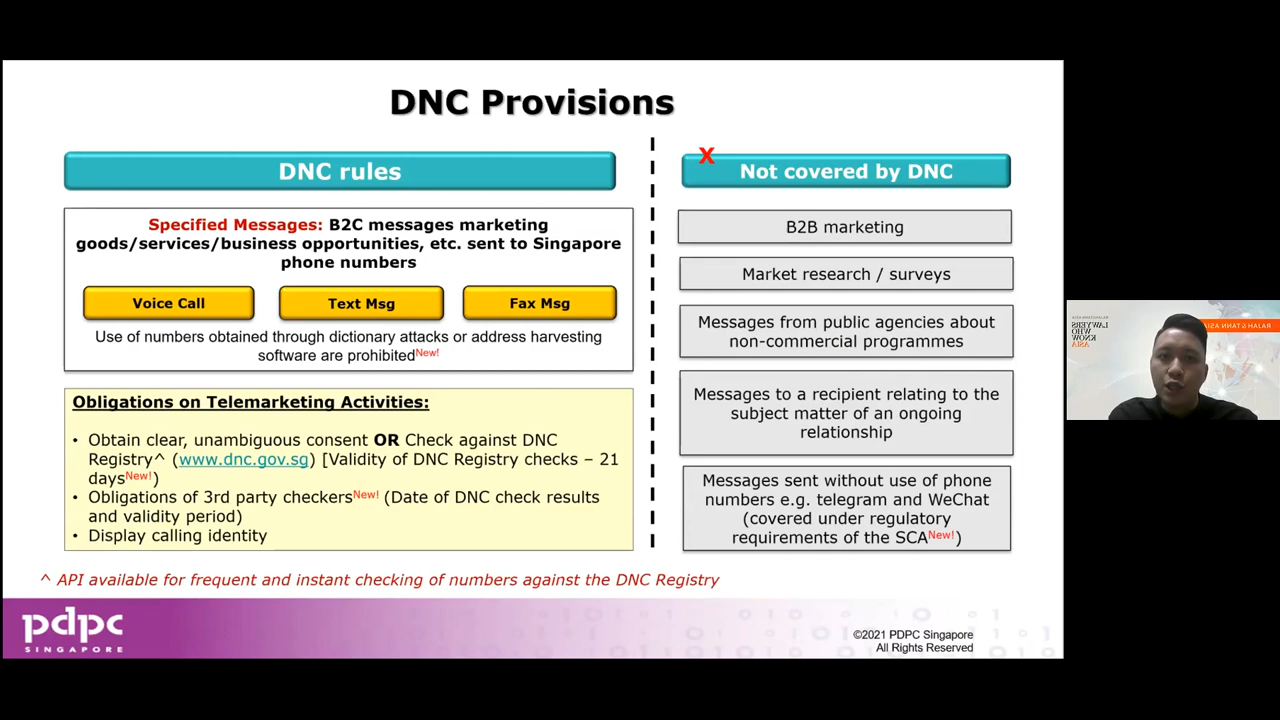 DNC Provisions
DNC rules
Specified Messages: B2C messages marketing
goods/services/business opportunities, etc. sent to Singapore
phone numbers
Voice Call
Text Msg
Fax Msg
Use of numbers obtained through dictionary attacks or address harvesting
software are prohibitedNew!
Obligations on Telemarketing Activities:
• Obtain clear, unambiguous consent OR Check against DNC
Registry^ (www.dnc.gov.sg) [Validity of DNC Registry checks – 21
daysNew!)
• Obligations of 3rd party checkersNew! (Date of DNC check results
and validity period)
• Display calling identity
X
Not covered by DNC
B2B marketing
Market research / surveys
Messages from public agencies about
non-commercial programmes
Messages to a recipient relating to the
subject matter of an ongoing
relationship
Messages sent without use of phone
numbers e.g. telegram and WeChat
(covered under regulatory
requirements of the SCANew!)
^ API available for frequent and instant checking of numbers against the DNC Registry
pdpc
SINGAPORE
©2021 PDPC Singapore
All Rights Reserved
LAWYERS
WHO
KNOW
ASIA
RAJAH & TANN ASIA